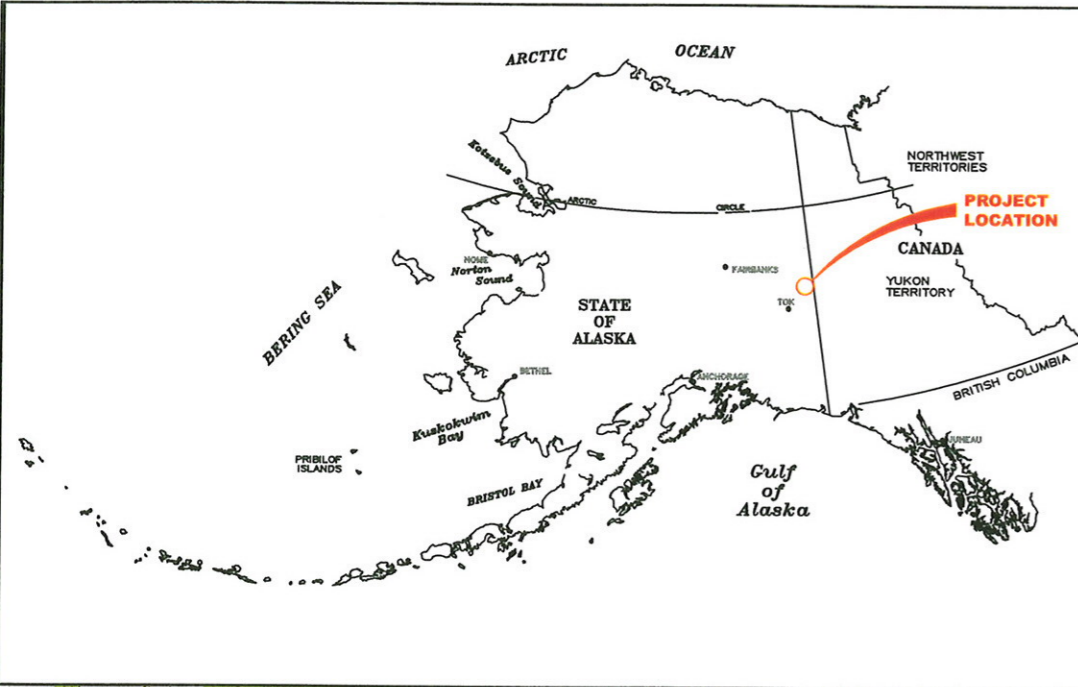 ARCTIC OCEAN
Kotzebue Sound
ARCTIC CIRCLE
NORTHWEST
TERRITORIES
PROJECT
LOCATION
CANADA
NOME
Norton
Sound
FAIRBANKS
YUKON
TERRITORY
TOK
BERING SEA
STATE
OF
ALASKA
BETHEL
ANCHORAGE
BRITISH COLUMBIA
Kuskokwim
Bay
JUNEAU
PRIBILOF
ISLANDS
BRISTOL BAY
Gulf
of
Alaska